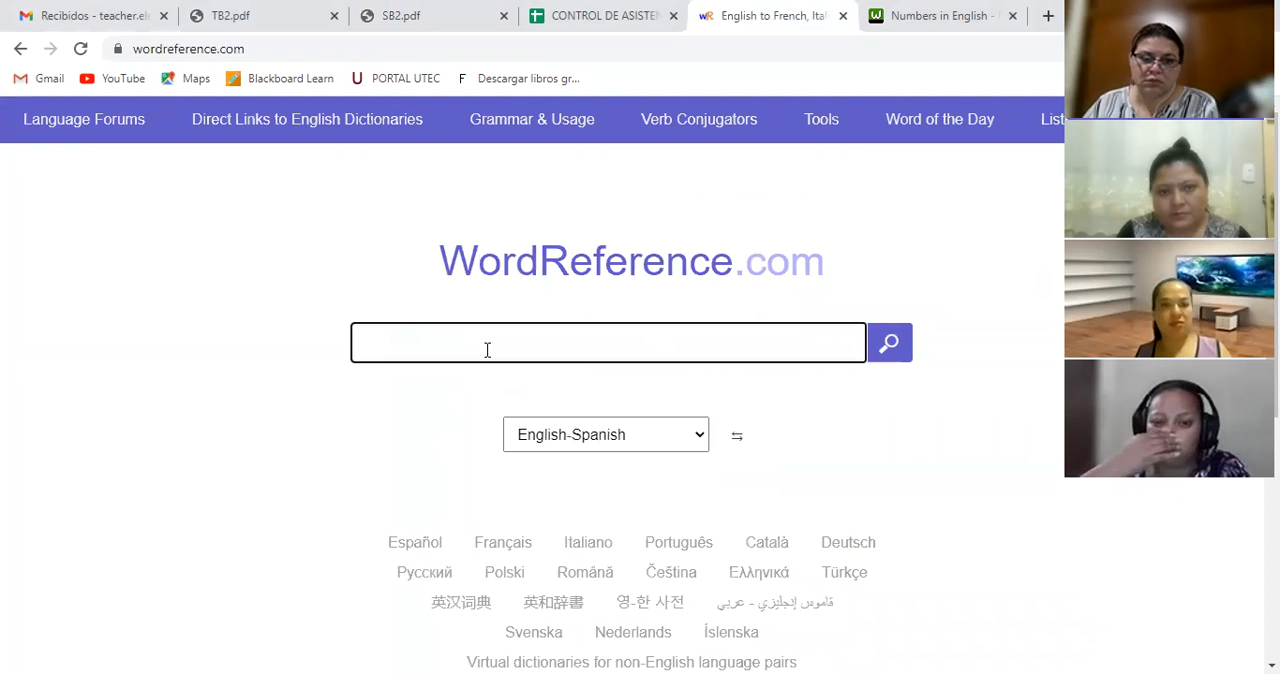 Recibidos - teacher.el
TB2.pdf
SB2.pdf
CONTROL DE ASISTEN
English to French, Ital
Numbers in English -
wordreference.com
Gmail
YouTube
Maps
Blackboard Learn
PORTAL UTEC
Descargar libros gr...
Language Forums
Direct Links to English Dictionaries
Grammar & Usage
Verb Conjugators
Tools
Word of the Day
List
WordReference.com
English-Spanish
Español Français Italiano Português Català Deutsch
Русский Polski Română Čeština Ελληνικά Türkçe
英汉词典 英和辞書 영-한 사전 قاموس إنجليزي - عربي
Svenska Nederlands Íslenska
Virtual dictionaries for non-English language pairs